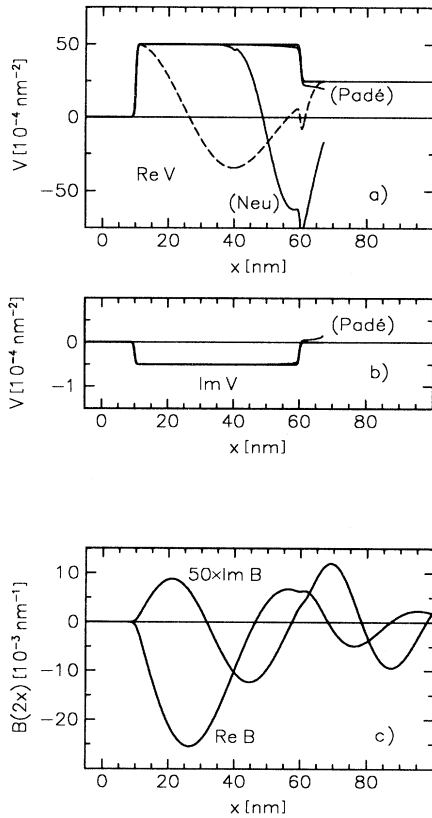 50
0
−50
V [10⁻⁴ nm⁻²]
(Padé)
Re V
(Neu)
a)
0 20 40 60 80
x [nm]
0
−1
V [10⁻⁴ nm⁻²]
(Padé)
Im V
b)
0 20 40 60 80
x [nm]
10
0
−10
−20
B(2x) [10⁻³ nm⁻¹]
50×Im B
Re B
c)
0 20 40 60 80
x [nm]